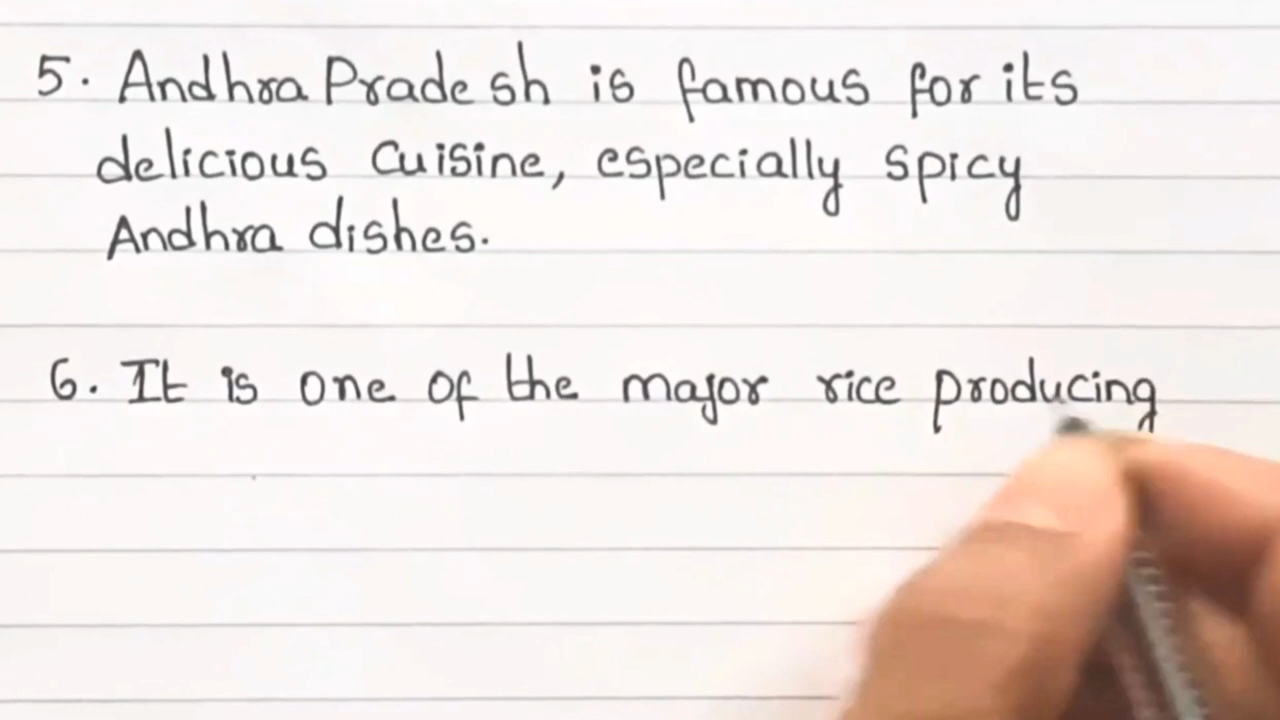 5. Andhra Pradesh is famous for its
delicious cuisine, especially spicy
Andhra dishes.
6. It is one of the major rice producing